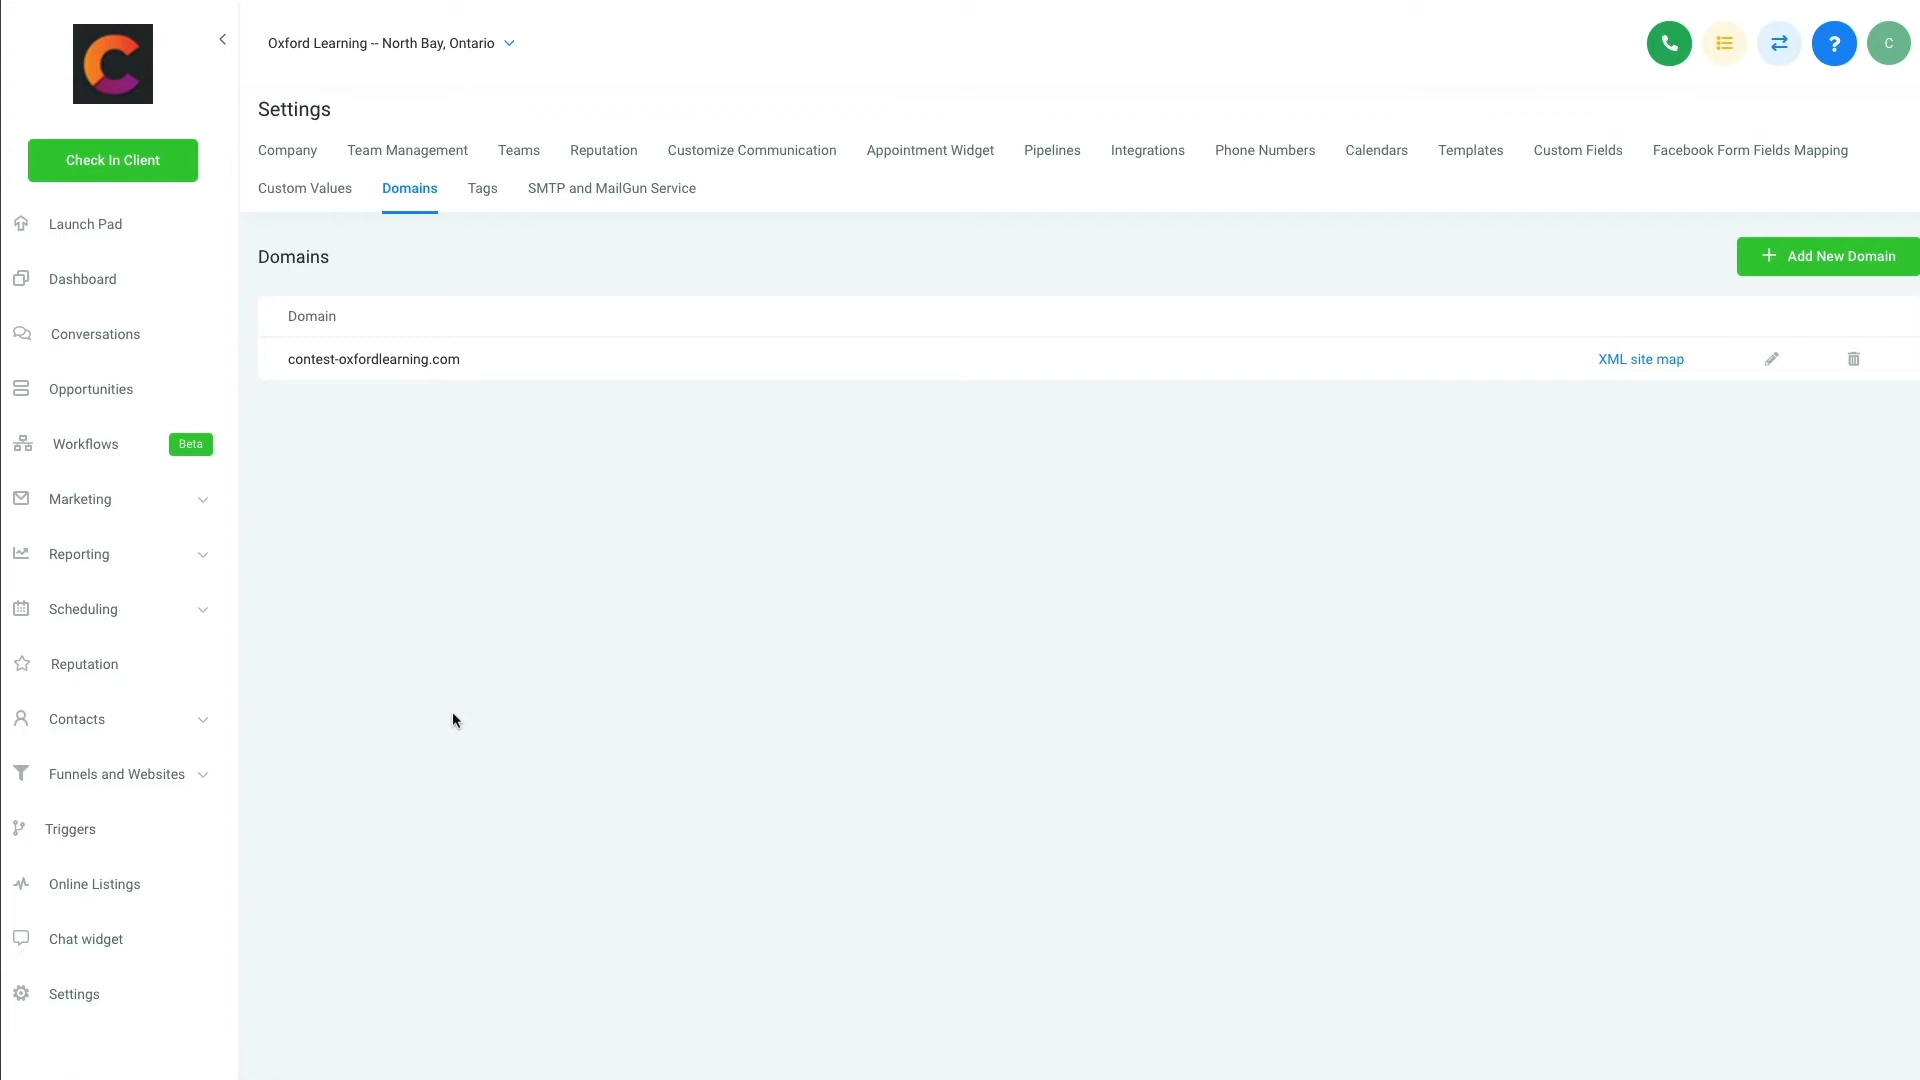 Oxford Learning -- North Bay, Ontario
?
C
Check In Client
Launch Pad
Dashboard
Conversations
Opportunities
Workflows
Beta
Marketing
Reporting
Scheduling
Reputation
Contacts
Funnels and Websites
Triggers
Online Listings
Chat widget
Settings
Settings
Company Team Management Teams Reputation Customize Communication Appointment Widget Pipelines Integrations Phone Numbers Calendars Templates Custom Fields Facebook Form Fields Mapping
Custom Values Domains Tags SMTP and MailGun Service
Domains
+ Add New Domain
Domain
contest-oxfordlearning.com XML site map